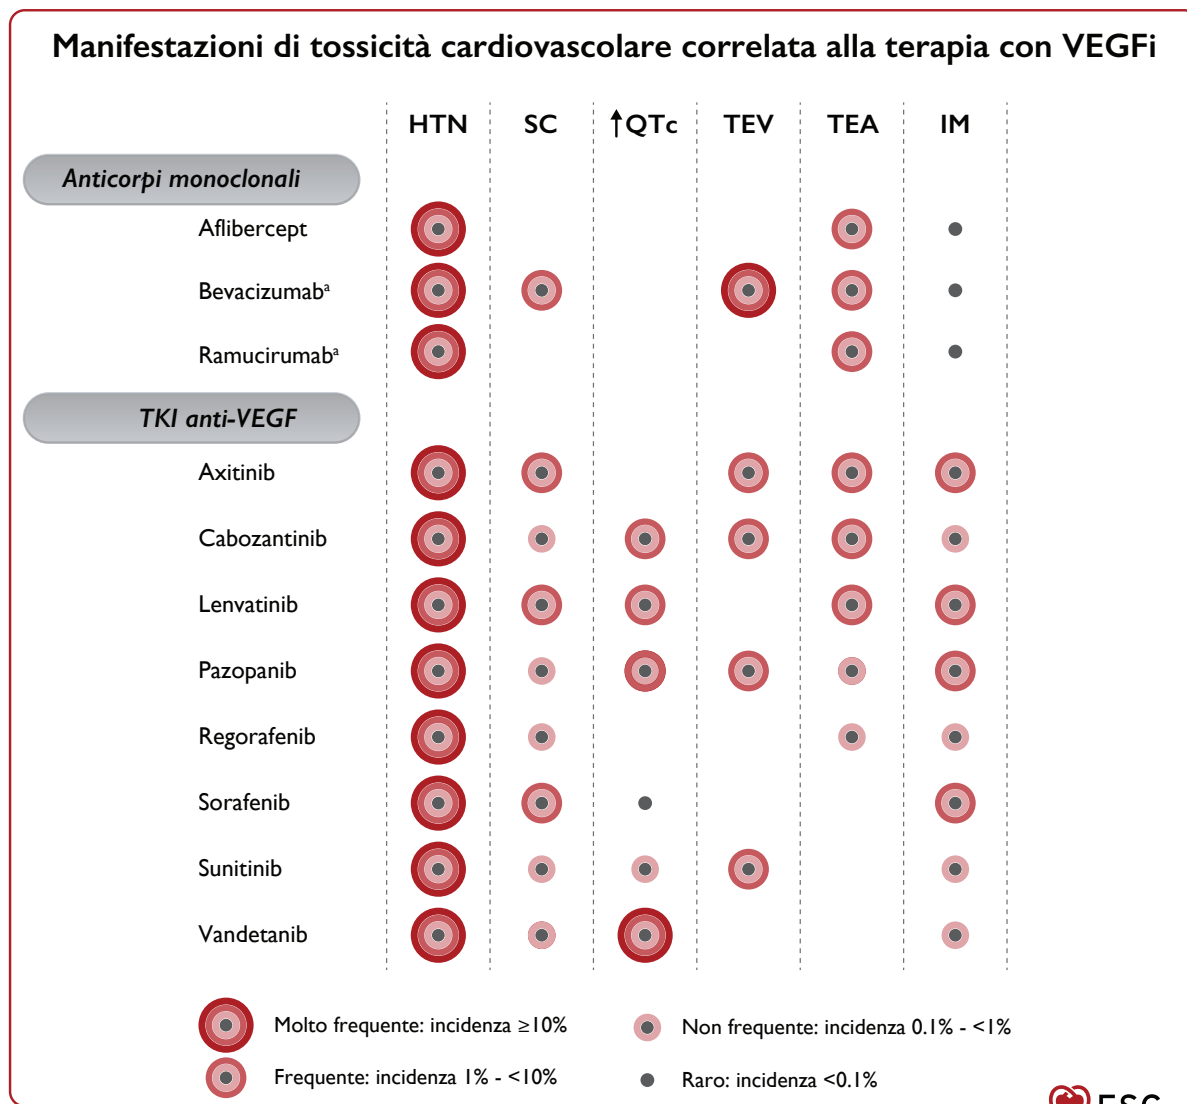 Manifestazioni di tossicità cardiovascolare correlata alla terapia con VEGFi
HTN SC ↑QTc TEV TEA IM
Anticorpi monoclonali
Aflibercept
Bevacizumabª
Ramucirumabª
TKI anti-VEGF
Axitinib
Cabozantinib
Lenvatinib
Pazopanib
Regorafenib
Sorafenib
Sunitinib
Vandetanib
Molto frequente: incidenza ≥10% Non frequente: incidenza 0.1% - <1%
Frequente: incidenza 1% - <10% Raro: incidenza <0.1%
ESC